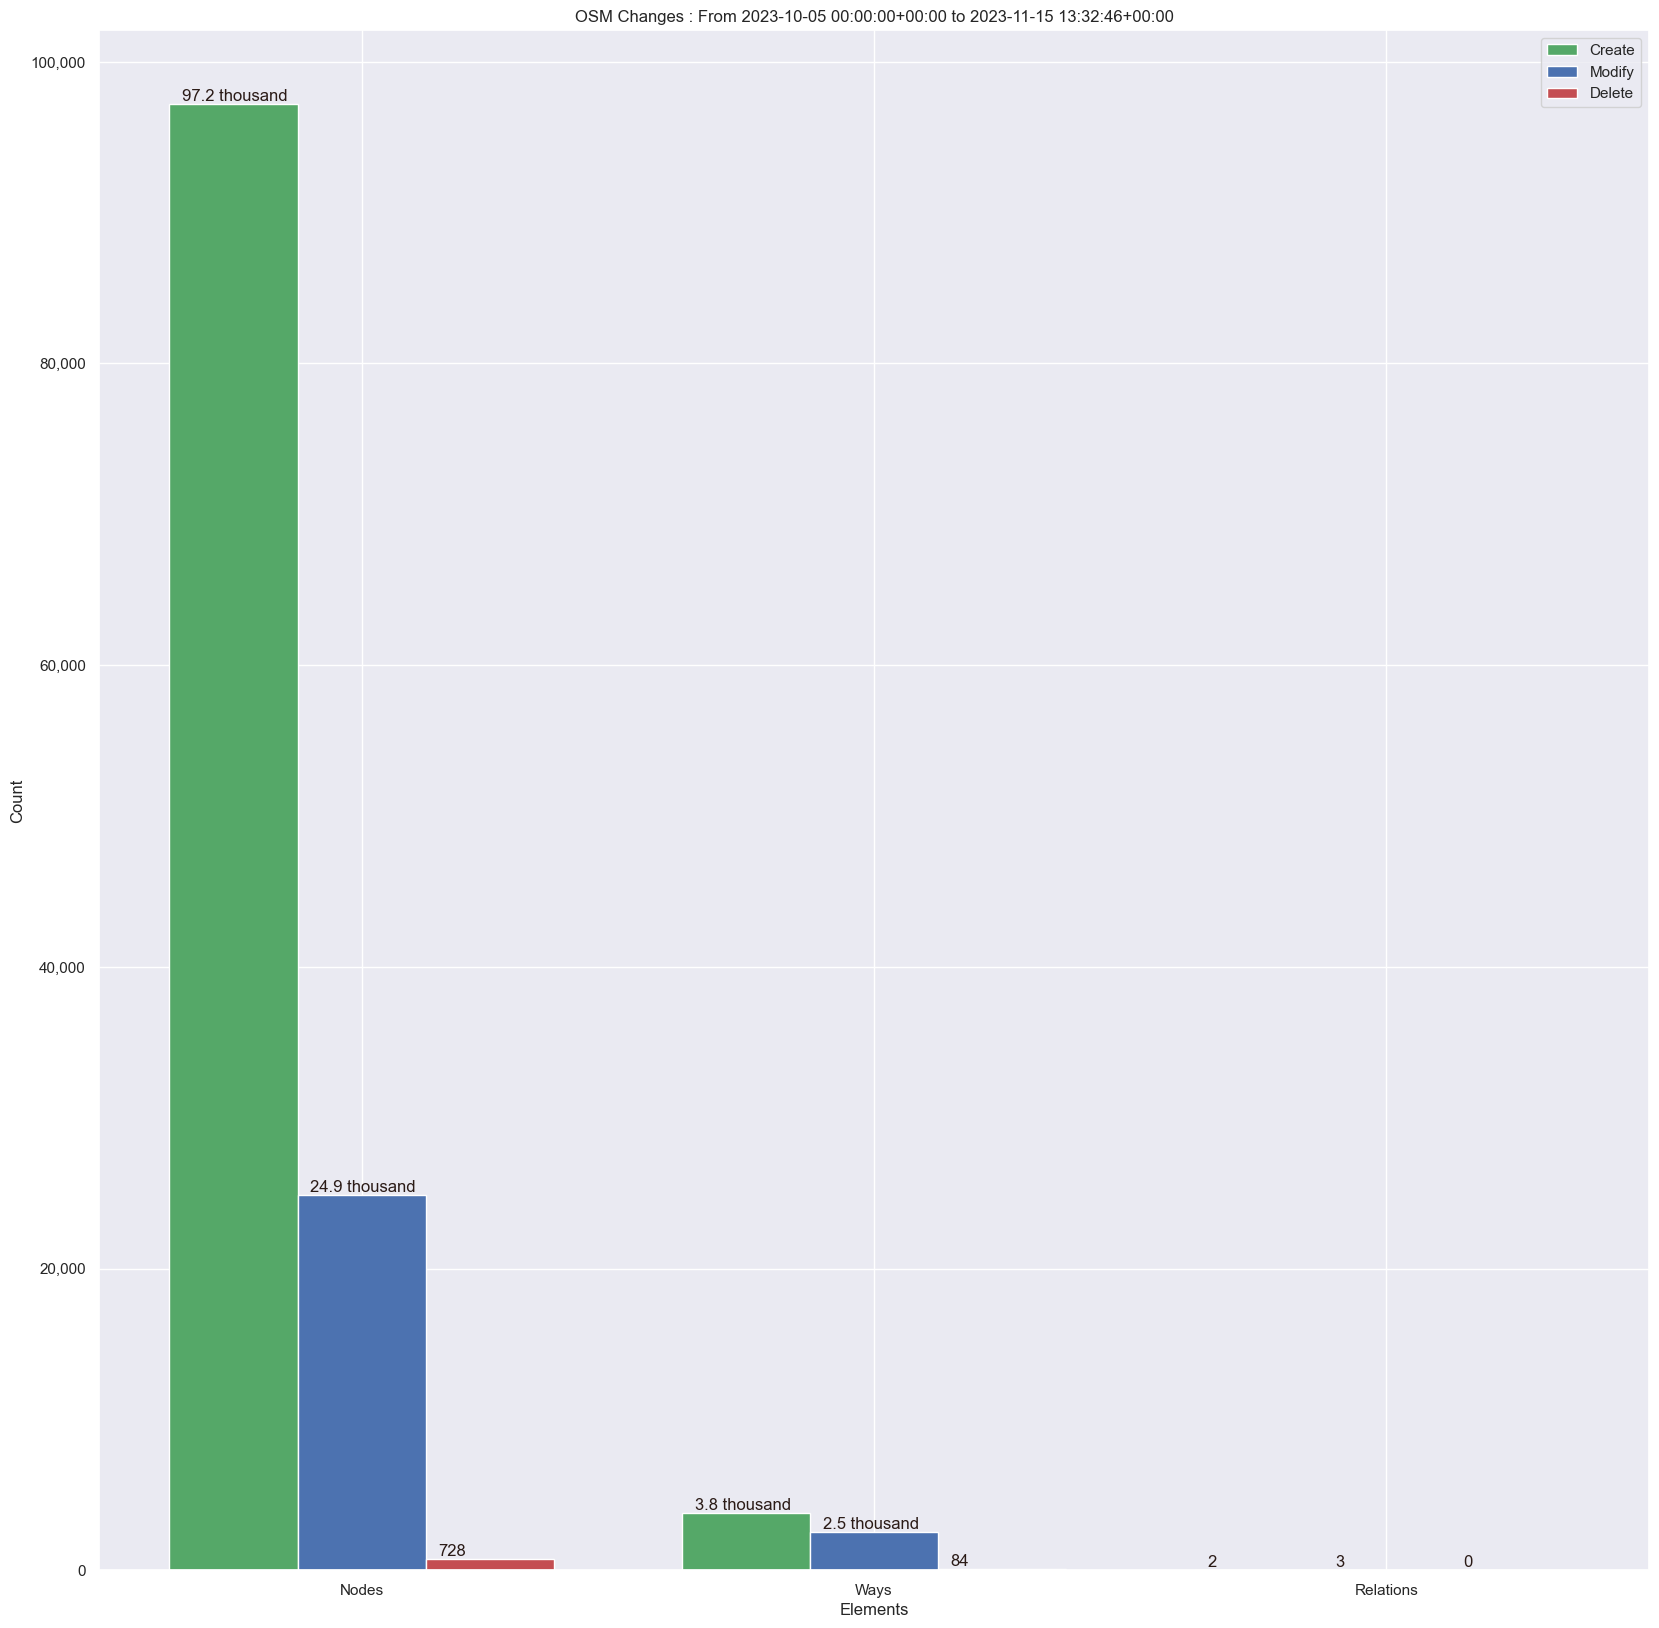 OSM Changes : From 2023-10-05 00:00:00+00:00 to 2023-11-15 13:32:46+00:00
Create
Modify
Delete
100,000
80,000
60,000
40,000
20,000
0
Count
97.2 thousand
24.9 thousand
728
3.8 thousand
2.5 thousand
84
2
3
0
Nodes
Ways
Relations
Elements